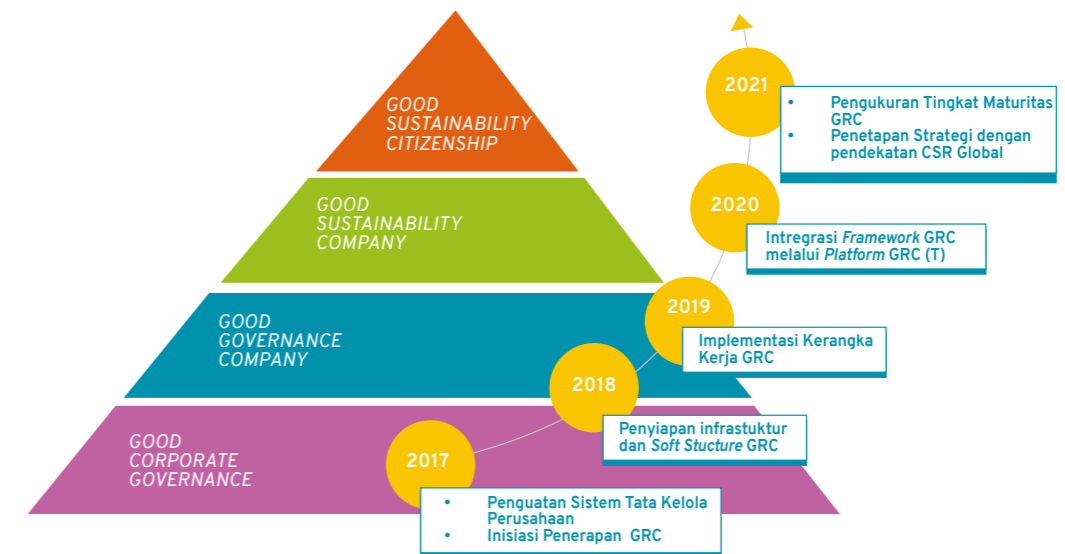 GOOD
SUSTAINABILITY
CITIZENSHIP
GOOD
SUSTAINABILITY
COMPANY
GOOD
GOVERNANCE
COMPANY
GOOD
CORPORATE
GOVERNANCE
2021
• Pengukuran Tingkat Maturitas
GRC
• Penetapan Strategi dengan
pendekatan CSR Global
2020
Intregrasi Framework GRC
melalui Platform GRC (T)
2019
Implementasi Kerangka
Kerja GRC
2018
Penyiapan infrastuktur
dan Soft Stucture GRC
2017
• Penguatan Sistem Tata Kelola
Perusahaan
• Inisiasi Penerapan GRC